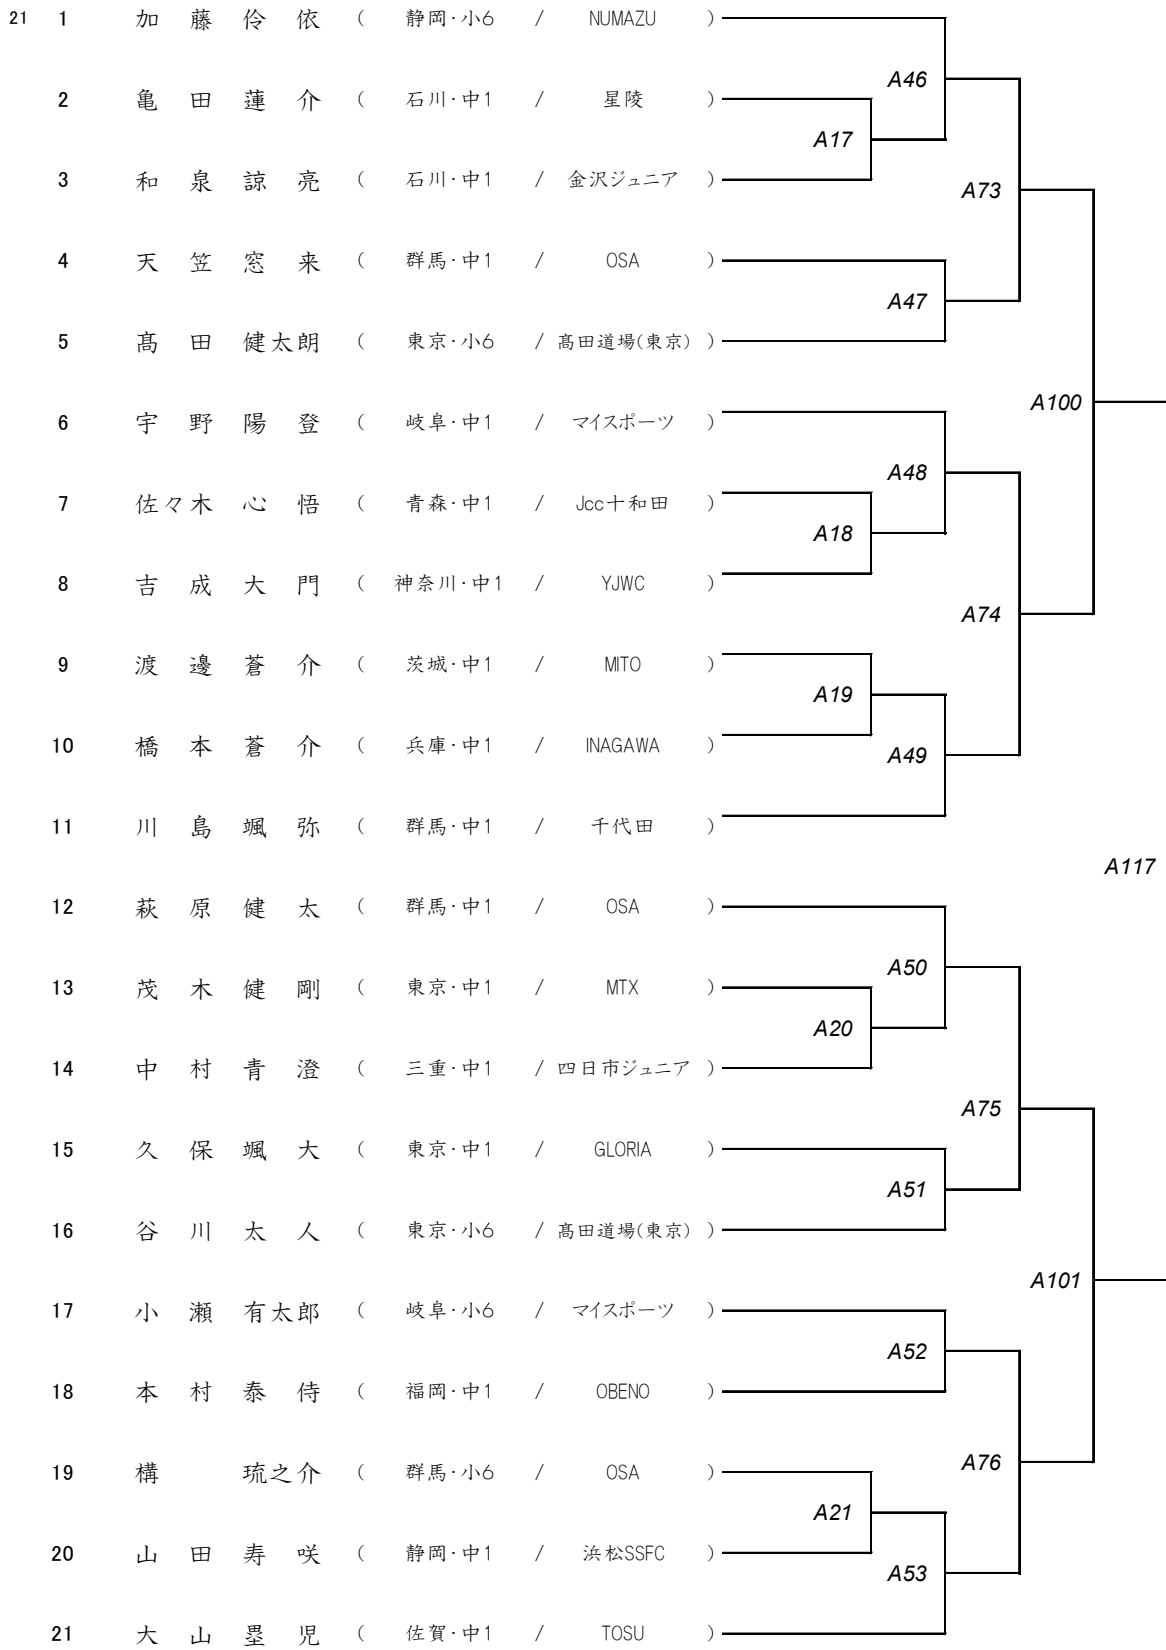 21 1 加藤伶依 ( 静岡・小6 / NUMAZU )
A46
2 亀田蓮介 ( 石川・中1 / 星陵 )
A17
3 和泉諒亮 ( 石川・中1 / 金沢ジュニア )
A73
4 天笠窓来 ( 群馬・中1 / OSA )
A47
5 髙田健太朗 ( 東京・小6 / 髙田道場(東京) )
A100
6 宇野陽登 ( 岐阜・中1 / マイスポーツ )
A48
7 佐々木心悟 ( 青森・中1 / Jcc十和田 )
A18
8 吉成大門 ( 神奈川・中1 / YJWC )
A74
9 渡邊蒼介 ( 茨城・中1 / MITO )
A19
10 橋本蒼介 ( 兵庫・中1 / INAGAWA )
A49
11 川島颯弥 ( 群馬・中1 / 千代田 )
A117
12 萩原健太 ( 群馬・中1 / OSA )
A50
13 茂木健剛 ( 東京・中1 / MTX )
A20
14 中村青澄 ( 三重・中1 / 四日市ジュニア )
A75
15 久保颯大 ( 東京・中1 / GLORIA )
A51
16 谷川太人 ( 東京・小6 / 髙田道場(東京) )
A101
17 小瀬有太郎 ( 岐阜・小6 / マイスポーツ )
A52
18 本村泰侍 ( 福岡・中1 / OBENO )
A76
19 構琉之介 ( 群馬・小6 / OSA )
A21
20 山田寿咲 ( 静岡・中1 / 浜松SSFC )
A53
21 大山塁児 ( 佐賀・中1 / TOSU )